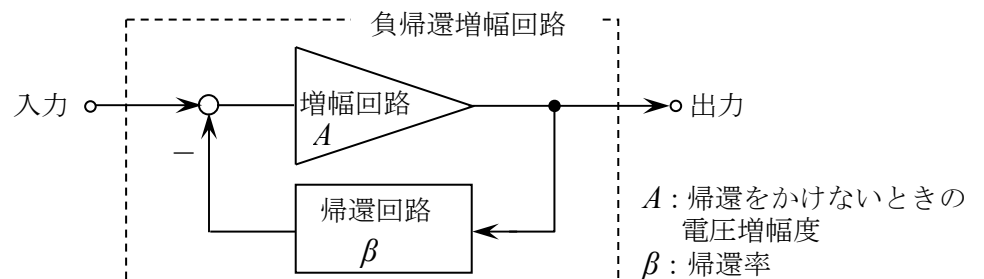 負帰還増幅回路
入力
増幅回路
A
出力
−
帰還回路
β
A:帰還をかけないときの
電圧増幅度
β:帰還率